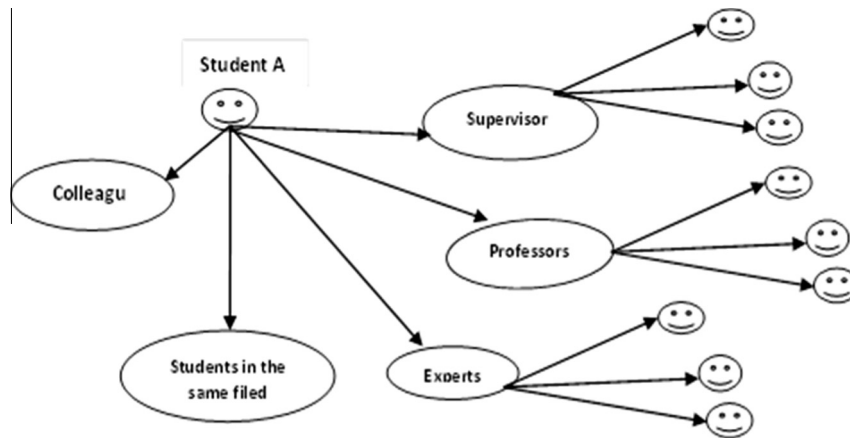 Student A
Supervisor
Colleagu
Professors
Students in the
same filed
Experts